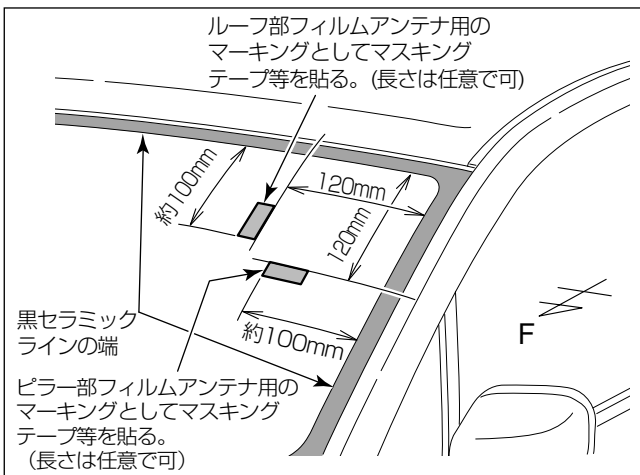 ルーフ部フィルムアンテナ用の
マーキングとしてマスキング
テープ等を貼る。(長さは任意で可)
約100mm
120mm
120mm
約100mm
黒セラミック
ラインの端
F
ピラー部フィルムアンテナ用の
マーキングとしてマスキング
テープ等を貼る。
（長さは任意で可）